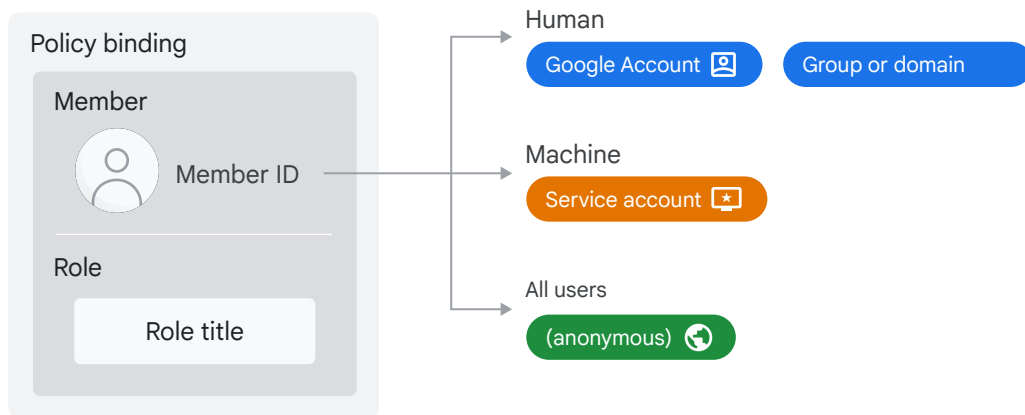 Policy binding
Member
Member ID
Role
Role title
Human
Google Account
Group or domain
Machine
Service account
All users
(anonymous)